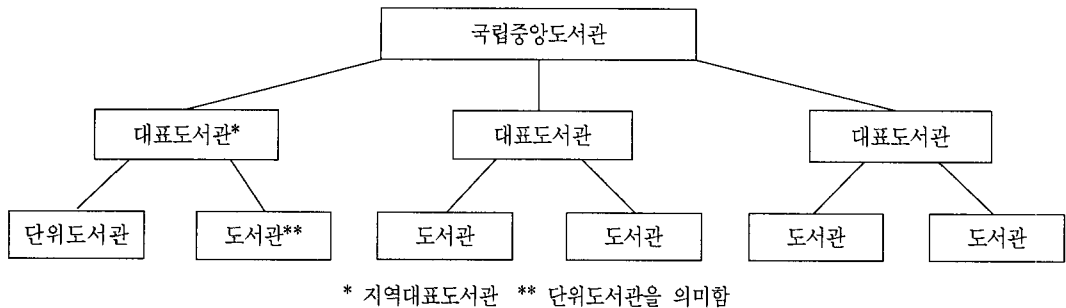 국립중앙도서관
대표도서관* 대표도서관 대표도서관
단위도서관 도서관** 도서관 도서관 도서관 도서관
* 지역대표도서관 ** 단위도서관을 의미함